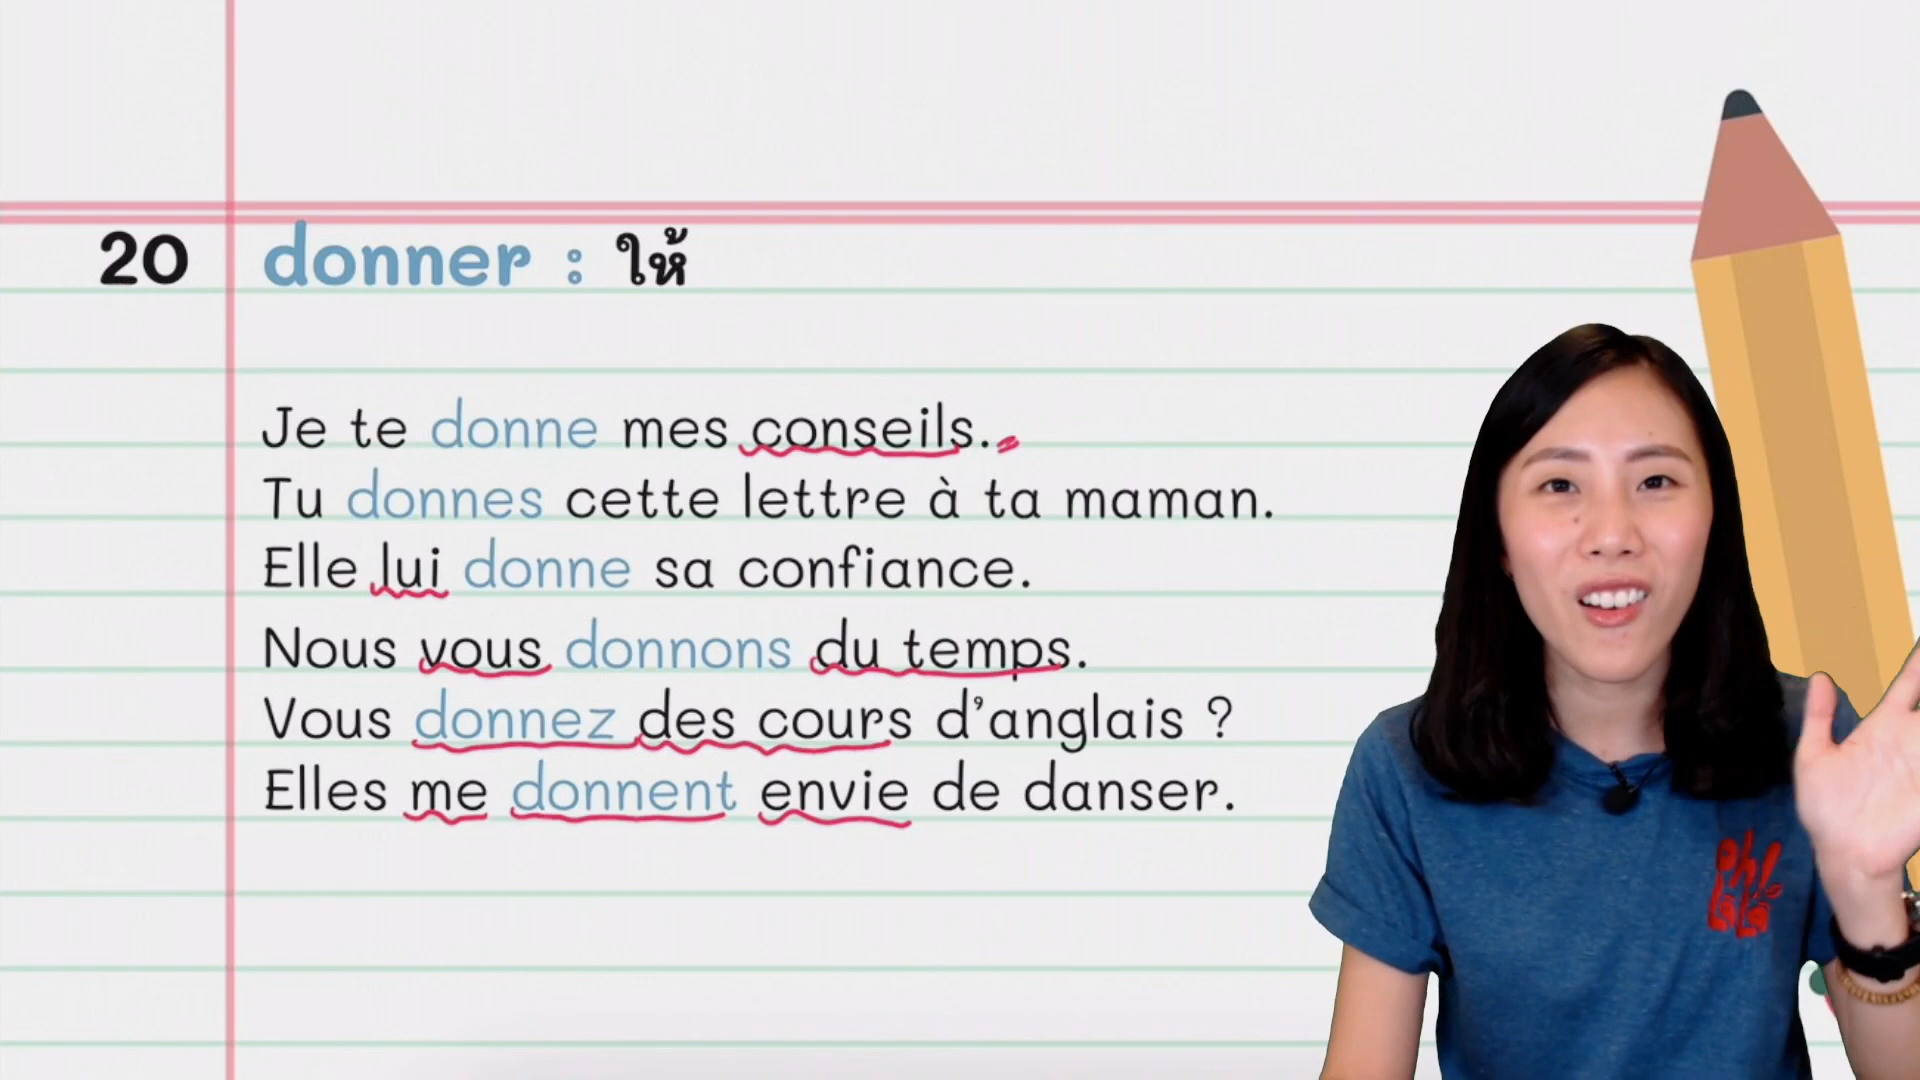 20 donner : ให้
Je te donne mes conseils.
Tu donnes cette lettre à ta maman.
Elle lui donne sa confiance.
Nous vous donnons du temps.
Vous donnez des cours d'anglais ?
Elles me donnent envie de danser.